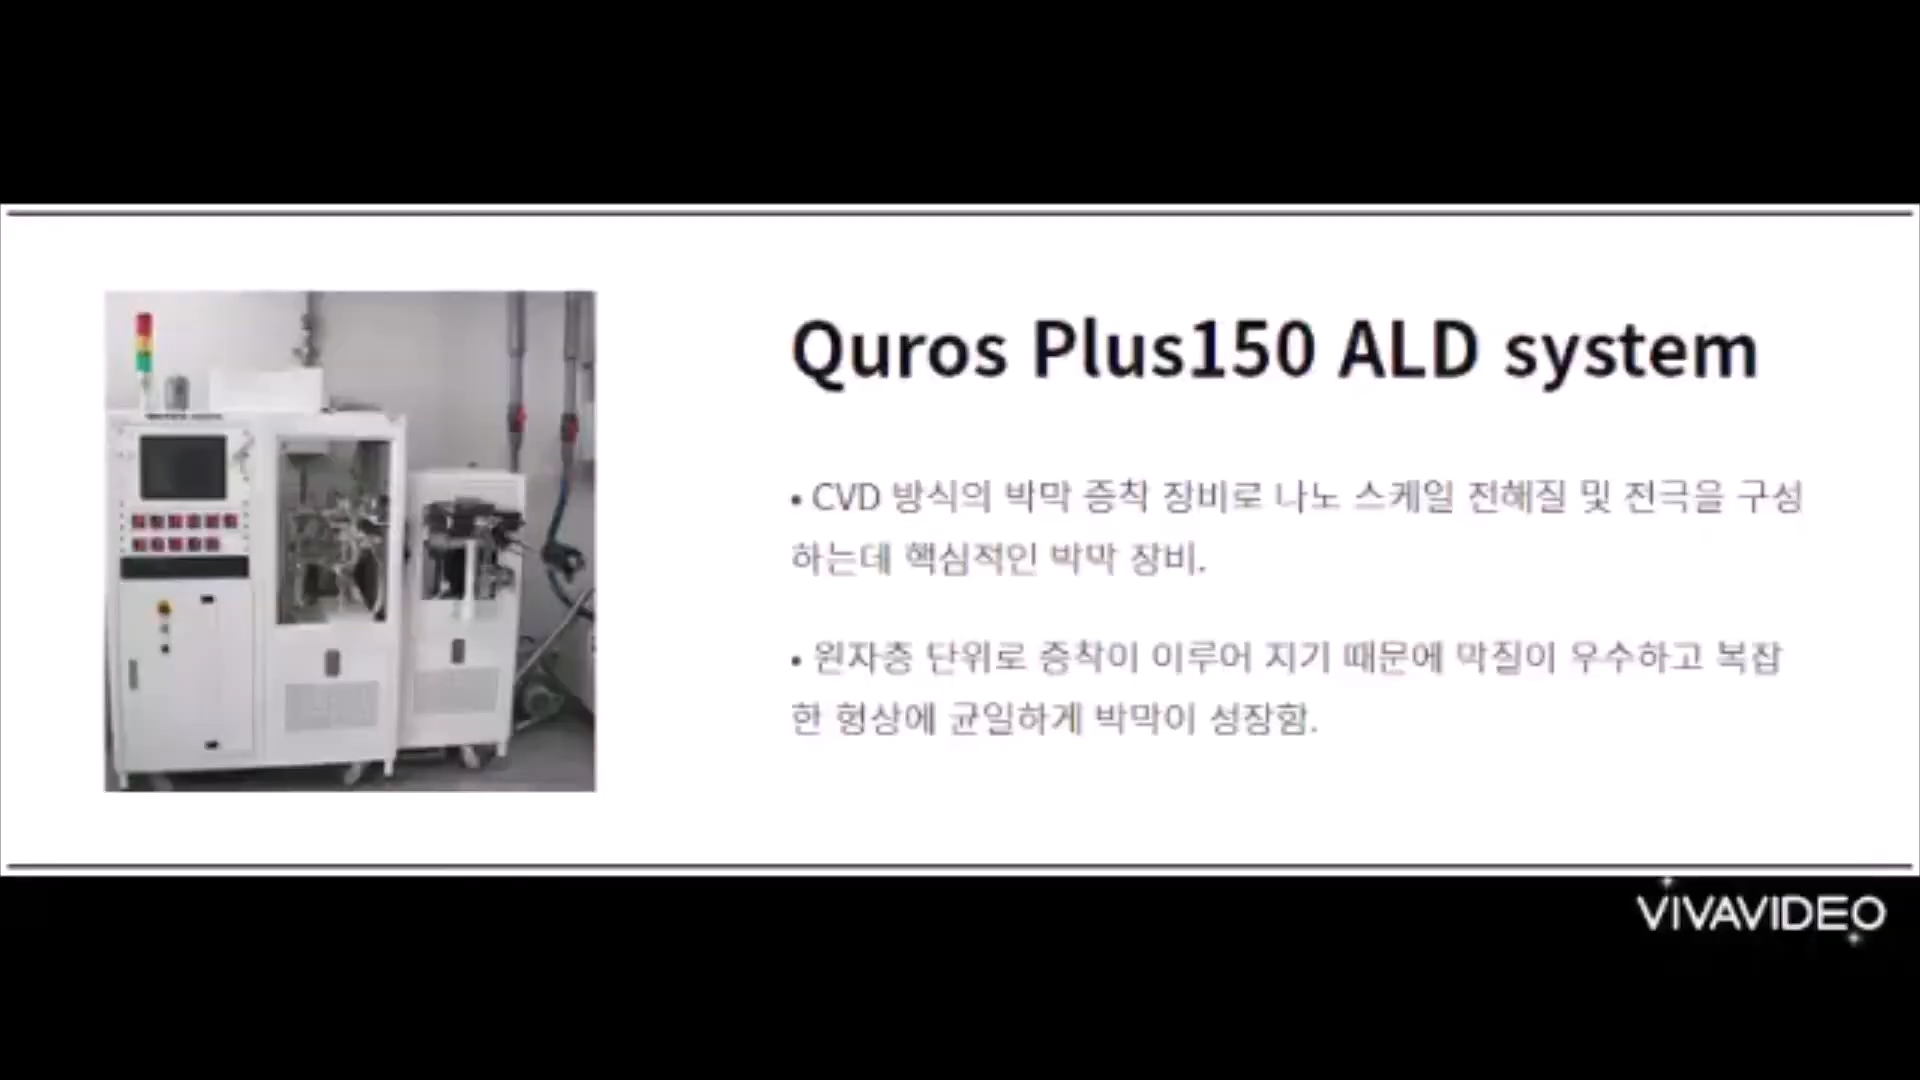 Quros Plus150 ALD system
• CVD 방식의 박막 증착 장비로 나노 스케일 전해질 및 전극을 구성
하는데 핵심적인 박막 장비.
• 원자층 단위로 증착이 이루어 지기 때문에 막질이 우수하고 복잡
한 형상에 균일하게 박막이 성장함.
VIVAVIDEO